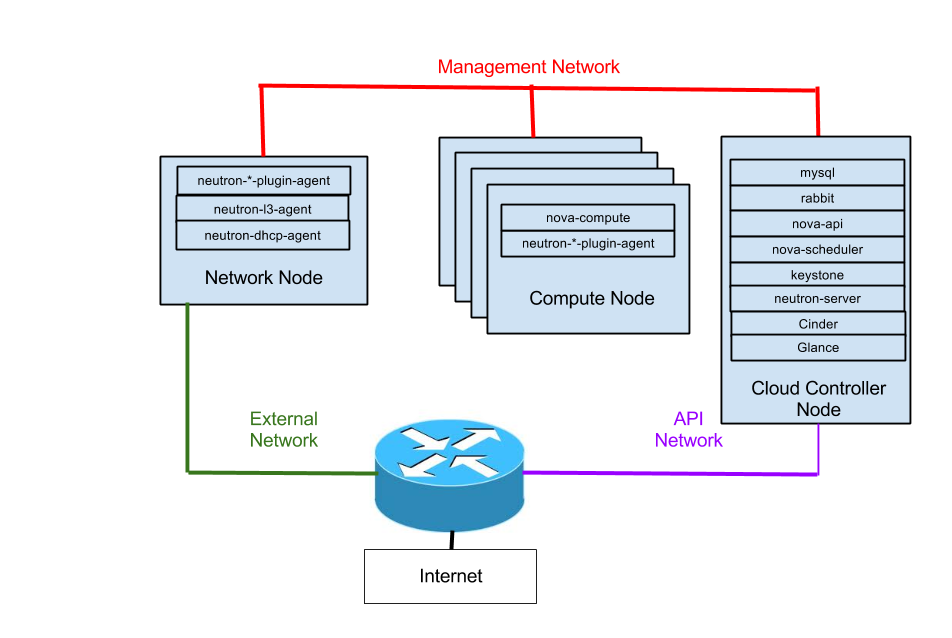 Management Network
neutron-*-plugin-agent
neutron-l3-agent
neutron-dhcp-agent
Network Node
nova-compute
neutron-*-plugin-agent
Compute Node
mysql
rabbit
nova-api
nova-scheduler
keystone
neutron-server
Cinder
Glance
Cloud Controller
Node
External
Network
API
Network
Internet